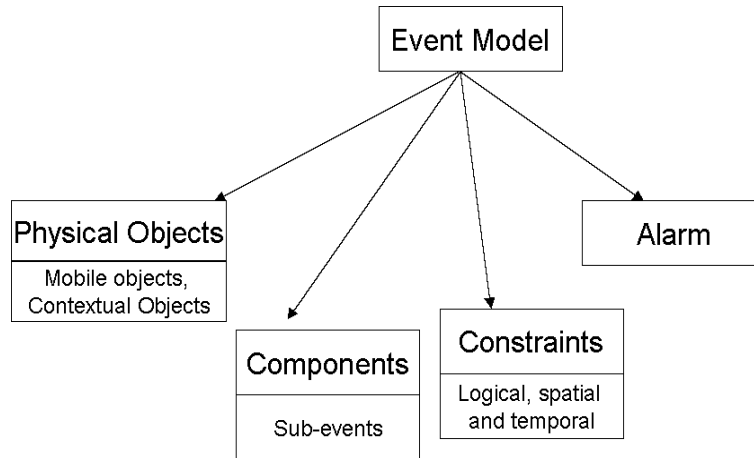 Event Model
Physical Objects
Mobile objects,
Contextual Objects
Components
Sub-events
Constraints
Logical, spatial
and temporal
Alarm